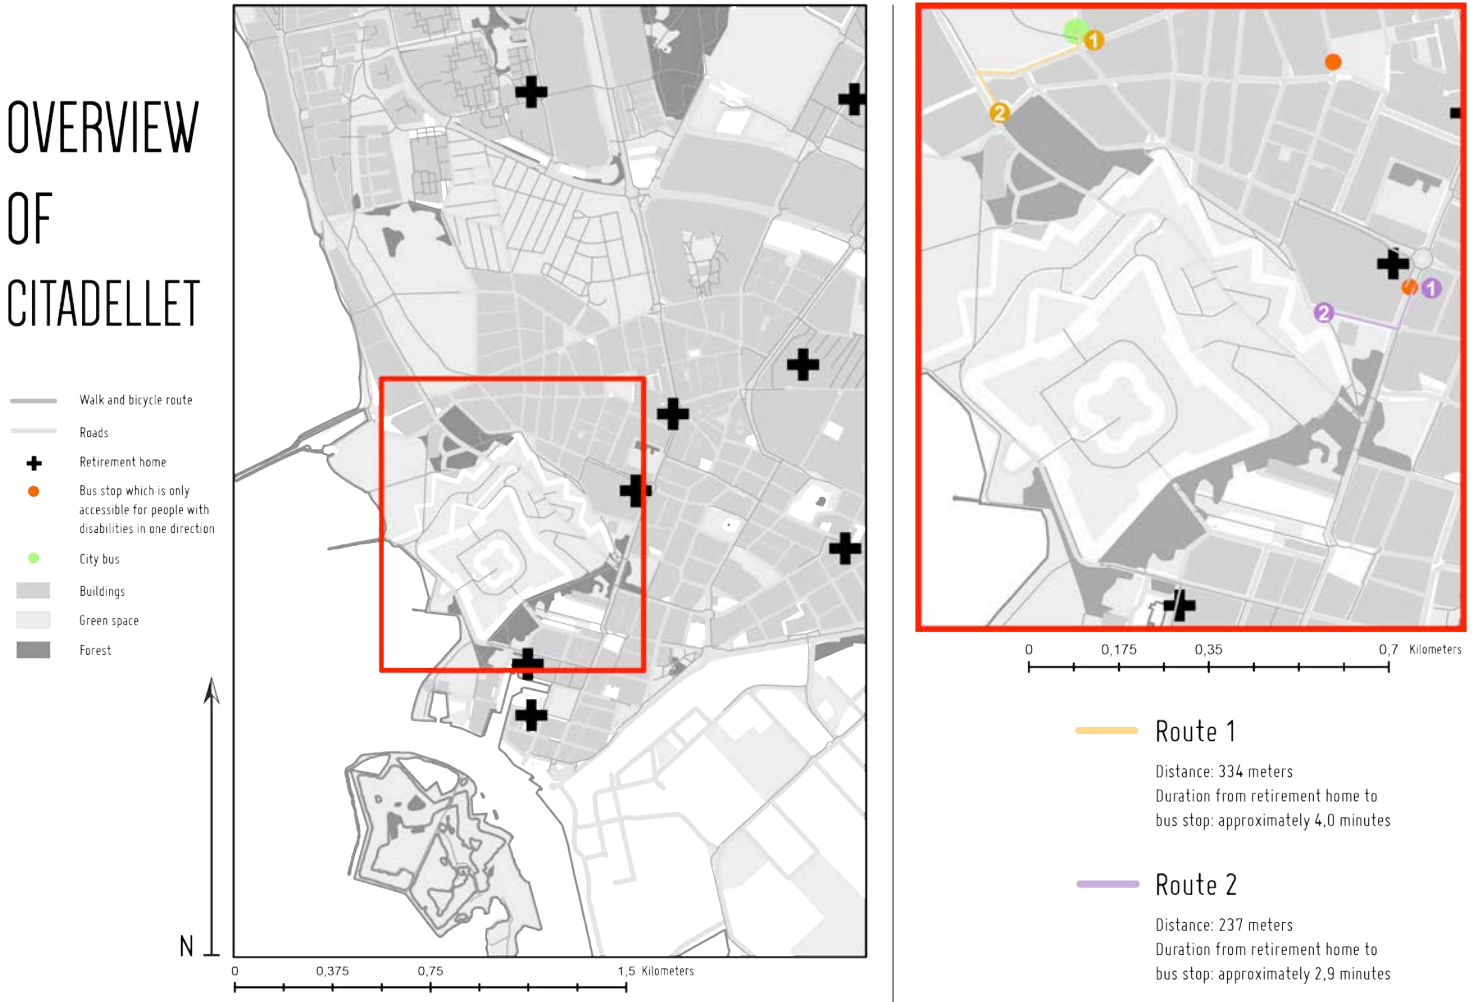 OVERVIEW
OF
CITADELLET
Walk and bicycle route
Roads
Retirement home
Bus stop which is only
accessible for people with
disabilities in one direction
City bus
Buildings
Green space
Forest
N
0 0,375 0,75 1,5 Kilometers
1
2
1
2
0 0,175 0,35 0,7 Kilometers
Route 1
Distance: 334 meters
Duration from retirement home to
bus stop: approximately 4,0 minutes
Route 2
Distance: 237 meters
Duration from retirement home to
bus stop: approximately 2,9 minutes